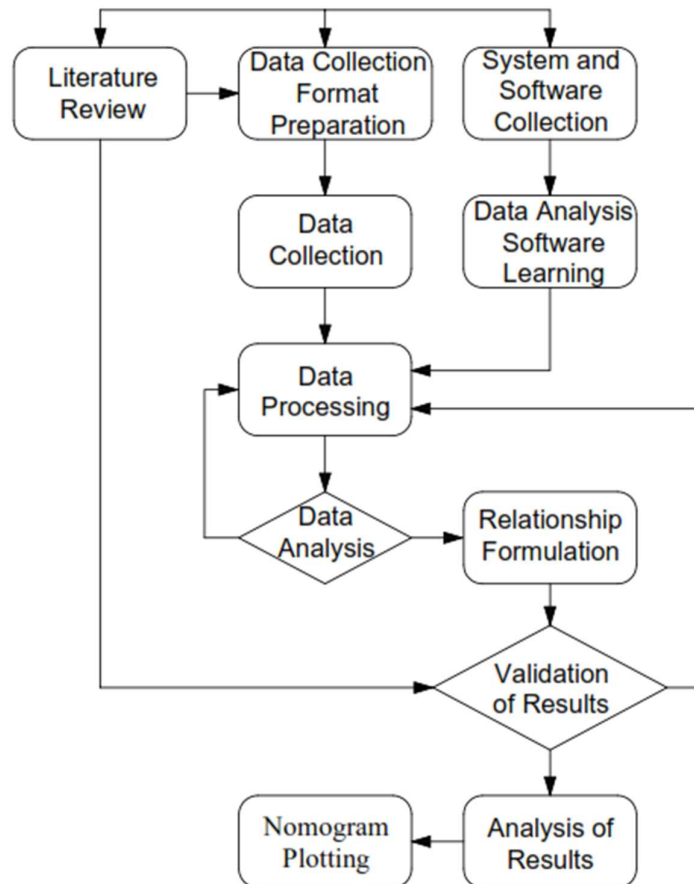 Literature
Review
Data Collection
Format
Preparation
System and
Software
Collection
Data
Collection
Data Analysis
Software
Learning
Data
Processing
Data
Analysis
Relationship
Formulation
Validation
of Results
Nomogram
Plotting
Analysis of
Results